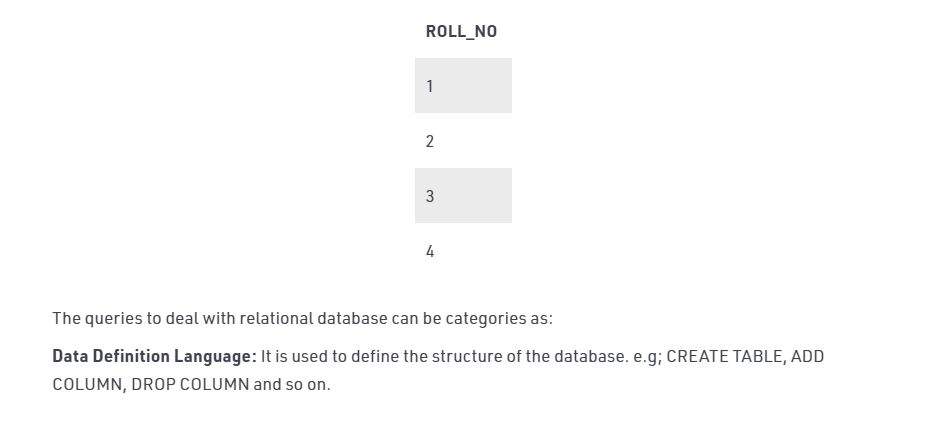 ROLL_NO
1
2
3
4
The queries to deal with relational database can be categories as:
Data Definition Language: It is used to define the structure of the database. e.g; CREATE TABLE, ADD
COLUMN, DROP COLUMN and so on.